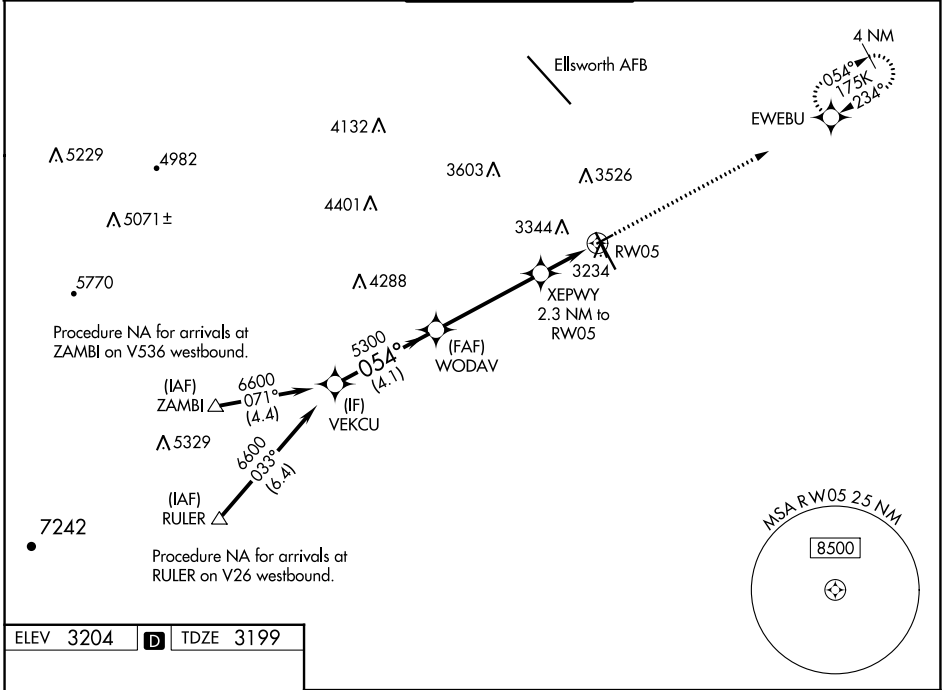 4 NM
054°
175K
234°
EWEBU
Ellsworth AFB
4132
5229
4982
3603
3526
4401
5071±
3344
RW05
3234
5770
4288
XEPWY
2.3 NM to
RW05
Procedure NA for arrivals at
ZAMBI on V536 westbound.
5300
054°
(4.1)
(FAF)
WODAV
(IAF)
ZAMBI
6600
071°
(4.4)
(IF)
VEKCU
5329
6600
033°
(6.4)
(IAF)
RULER
7242
Procedure NA for arrivals at
RULER on V26 westbound.
MSA RW05 25 NM
8500
ELEV 3204 D TDZE 3199